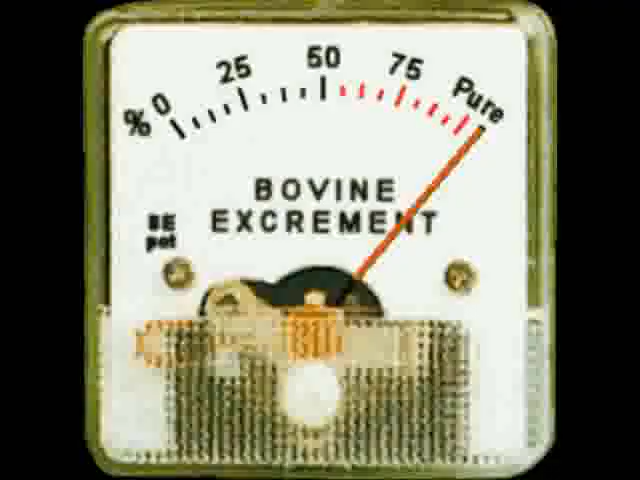 % 0 25 50 75 Pure
BOVINE
EXCREMENT
BE
pot